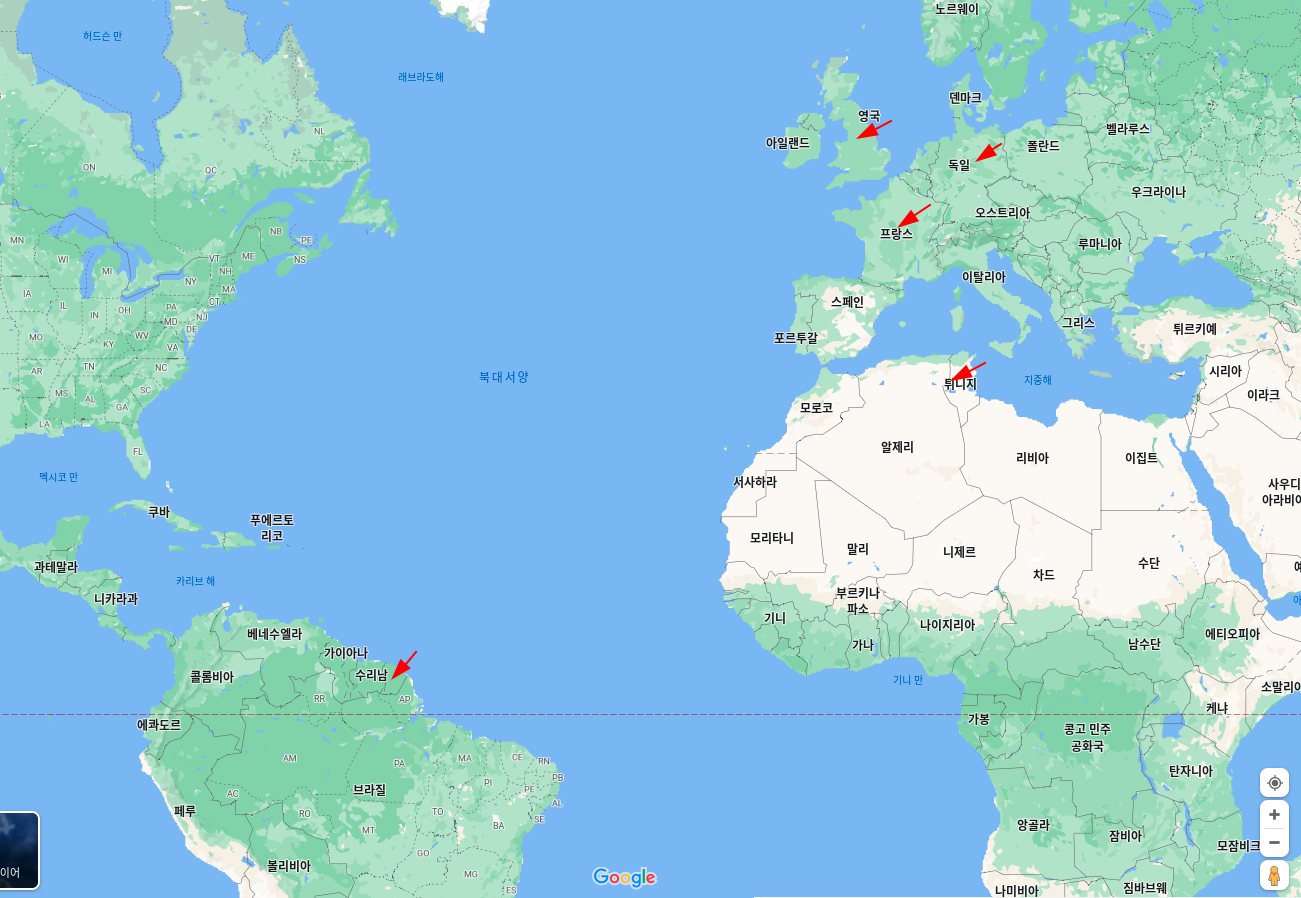 노르웨이
허드슨 만
래브라도해
덴마크
영국
벨라루스
NL
아일랜드
폴란드
독일
ON
QC
우크라이나
오스트리아
NB
프랑스
MN
PE
루마니아
WI
VT
ME
NS
MI
NH
이탈리아
NY
MA
IA
CT
스페인
IL
OH
PA
IN
NJ
MD
그리스
DE
튀르키예
MO
WV
포르투갈
KY
VA
TN
NC
AR
시리아
북대서양
지중해
튀니지
MS
SC
이라크
AL
GA
모로코
LA
알제리
FL
리비아
이집트
멕시코 만
서사하라
사우디
아라비아
쿠바
푸에르토
리코
모리타니
말리
니제르
수단
과테말라
예
차드
카리브 해
부르키나
파소
니카라과
아
기니
나이지리아
베네수엘라
에티오피아
가나
남수단
가이아나
콜롬비아
수리남
기니 만
소말리아
RR
AP
케냐
가봉
에콰도르
콩고 민주
공화국
AM
MA
CE
RN
PA
탄자니아
PB
PI
브라질
PE
AC
AL
페루
RO
TO
SE
MT
BA
앙골라
잠비아
모잠비크
GO
볼리비아
이어
MG
Google
ES
나미비아
짐바브웨